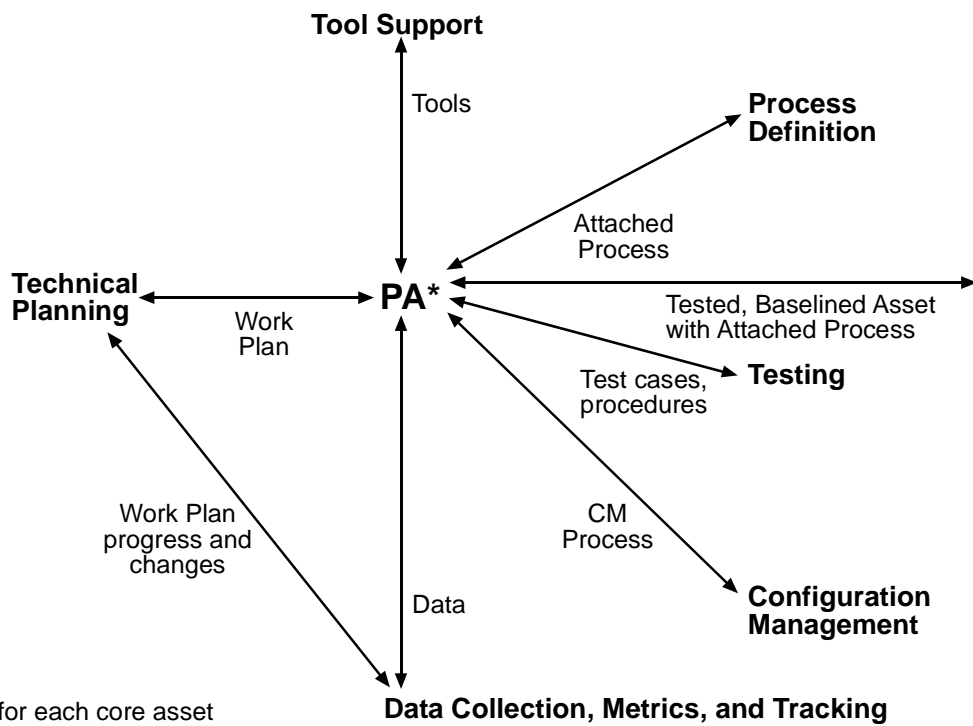 Tool Support
Tools
Process
Definition
Attached
Process
Technical
Planning
PA*
Work
Plan
Tested, Baselined Asset
with Attached Process
Testing
Test cases,
procedures
Work Plan
progress and
changes
CM
Process
Data
Configuration
Management
for each core asset
Data Collection, Metrics, and Tracking